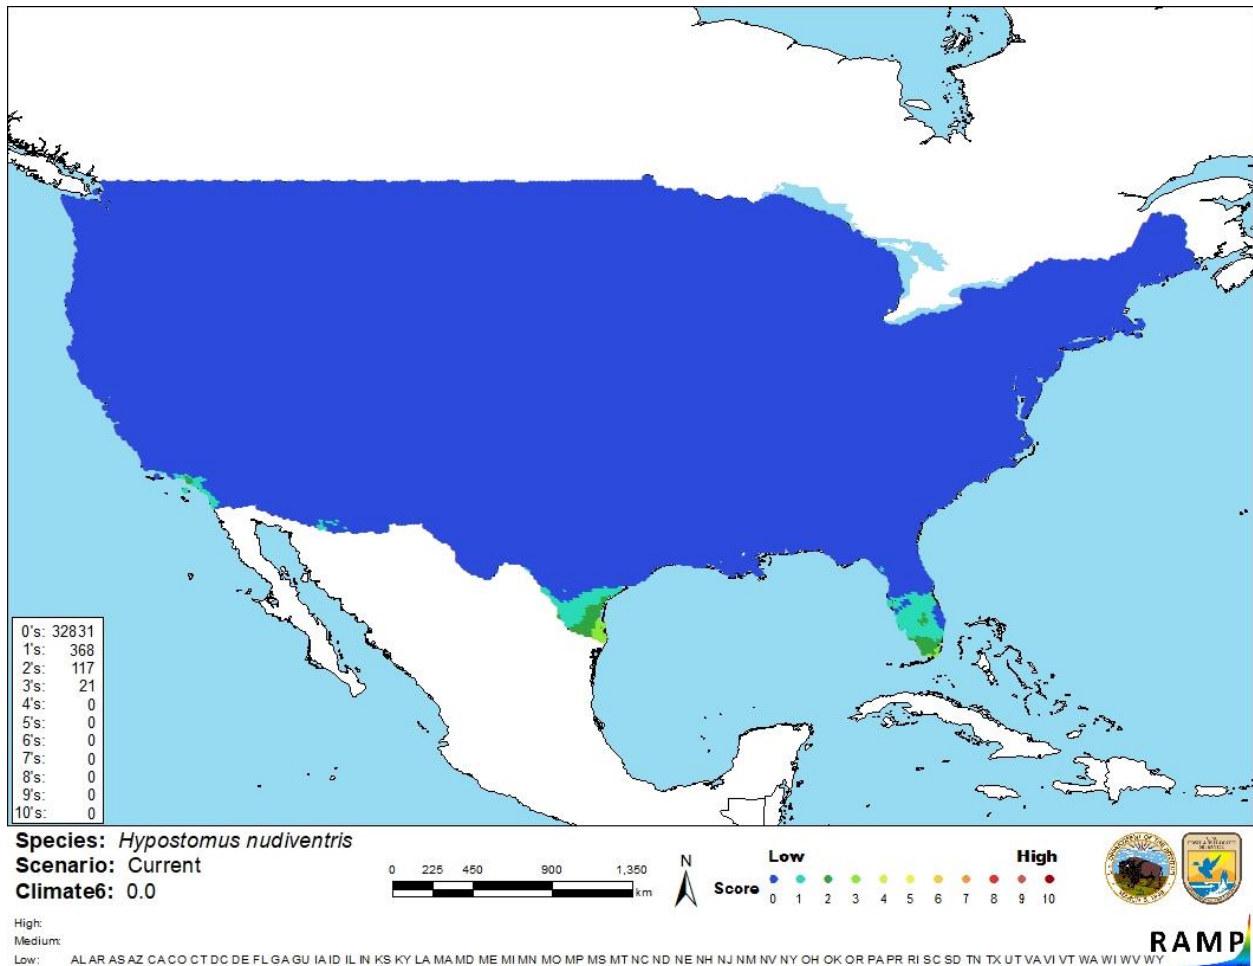 0's: 32831
1's: 368
2's: 117
3's: 21
4's: 0
5's: 0
6's: 0
7's: 0
8's: 0
9's: 0
10's: 0
Species: Hypostomus nudiventris
Scenario: Current
Climate6: 0.0
0 225 450 900 1,350
km
N
Low High
Score
0 1 2 3 4 5 6 7 8 9 10
RAMP
High:
Medium:
Low: AL AR AS AZ CA CO CT DC DE FL GA GU IA ID IL IN KS KY LA MA MD ME MI MN MO MP MS MT NC ND NE NH NJ NM NV NY OH OK OR PA PR RI SC SD TN TX UT VA VI VT WA WI WV WY